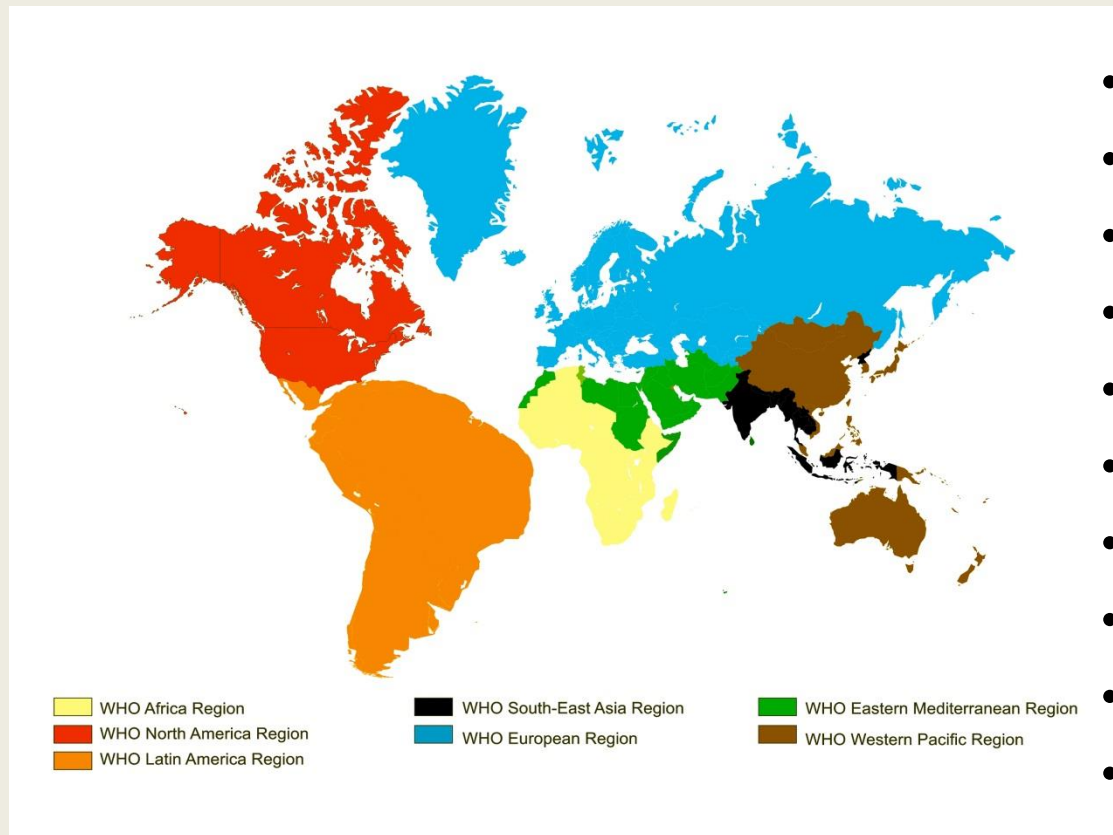 WHO Africa Region
WHO North America Region
WHO Latin America Region
WHO South-East Asia Region
WHO European Region
WHO Eastern Mediterranean Region
WHO Western Pacific Region